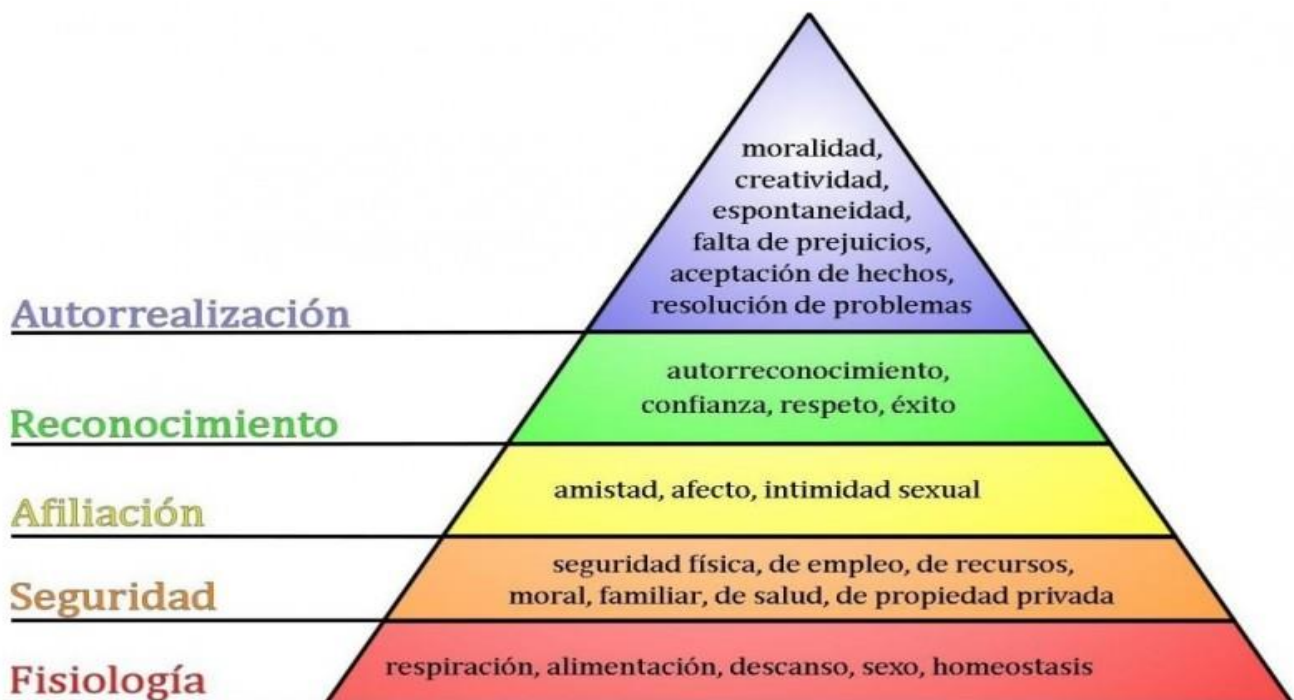 moralidad,
creatividad,
espontaneidad,
falta de prejuicios,
aceptación de hechos,
resolución de problemas
Autorrealización
autorreconocimiento,
confianza, respeto, éxito
Reconocimiento
amistad, afecto, intimidad sexual
Afiliación
seguridad física, de empleo, de recursos,
moral, familiar, de salud, de propiedad privada
Seguridad
respiración, alimentación, descanso, sexo, homeostasis
Fisiología